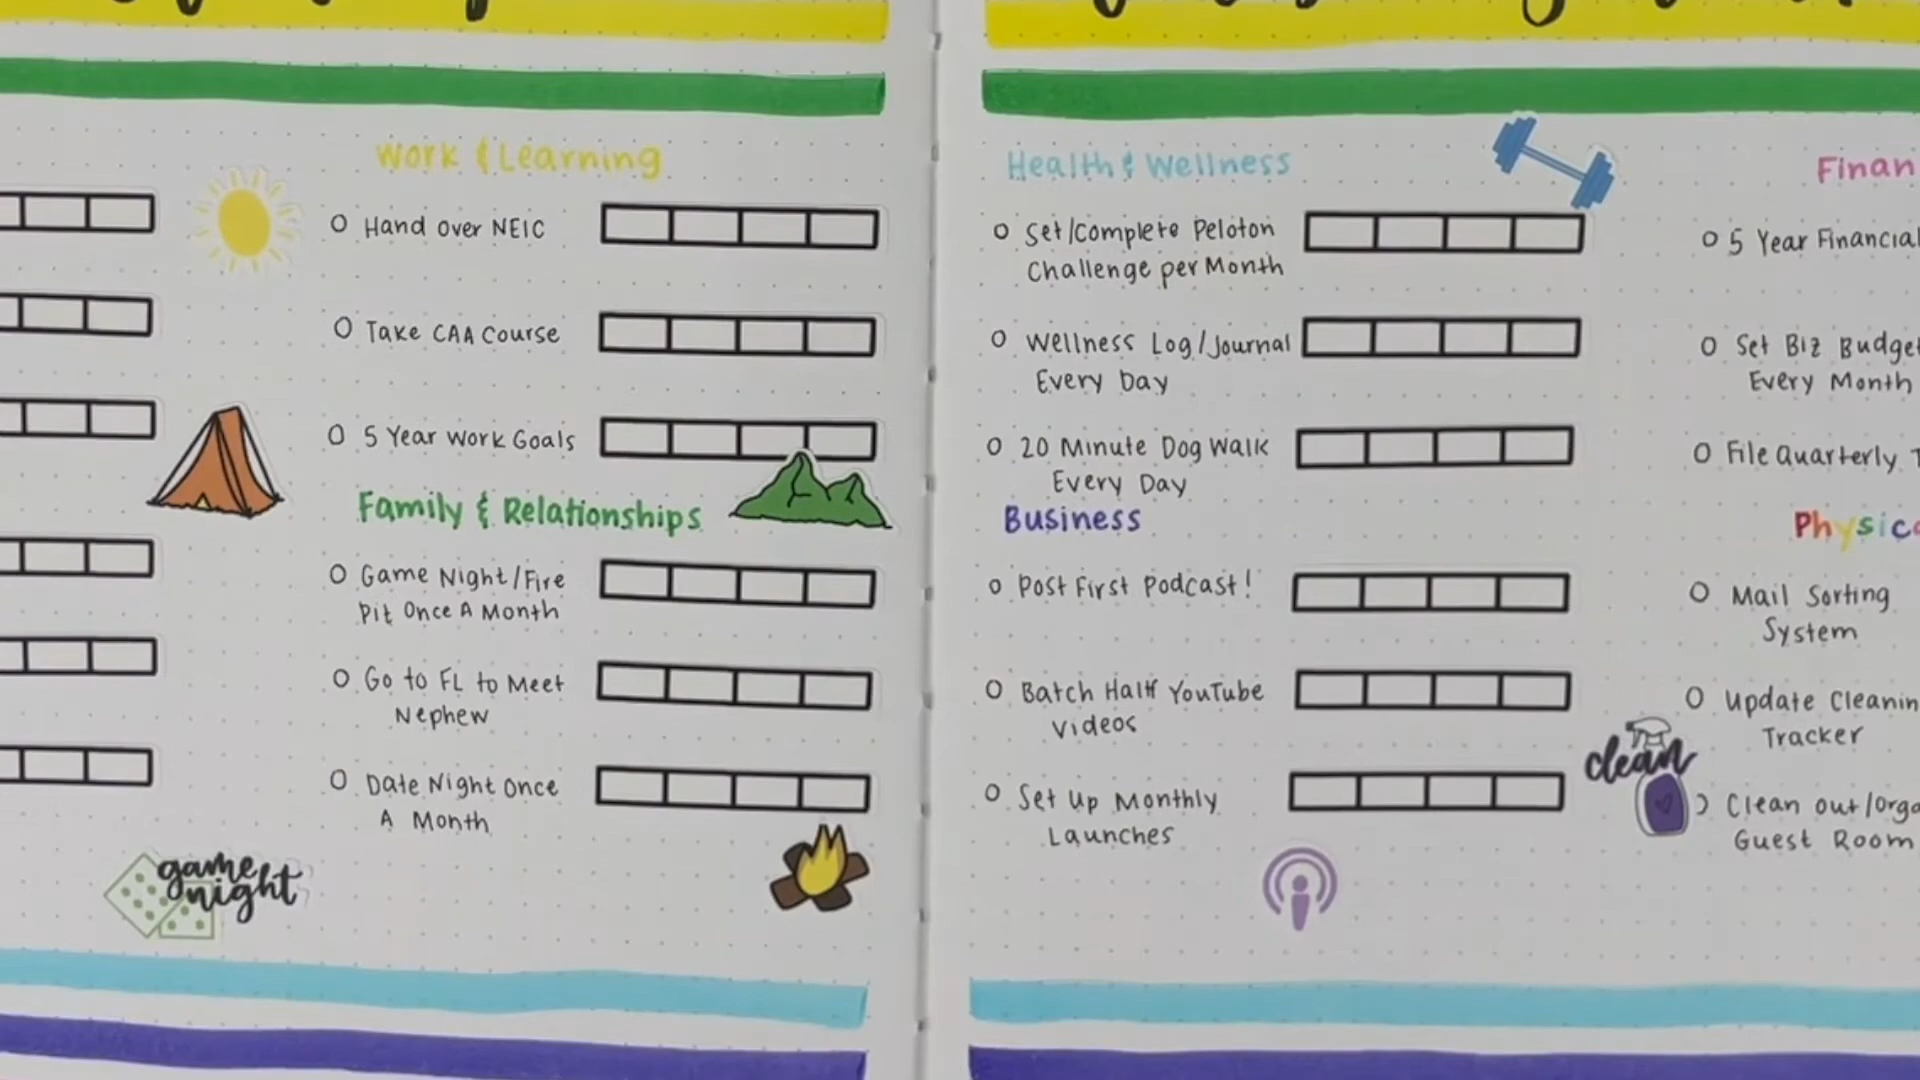 Work & Learning
Hand Over NEIC
Take CAA Course
5 Year Work Goals
Family & Relationships
Game Night/Fire
Pit Once A Month
Go to FL to Meet
Nephew
Date Night Once
A Month
game
night
Health & Wellness
Set/Complete Peloton
Challenge per Month
Wellness Log/Journal
Every Day
20 Minute Dog Walk
Every Day
Business
Post First Podcast!
Batch Half YouTube
Videos
Set Up Monthly
Launches
clean
5 Year Financial
Set Biz
Every Month
File Quarterly
Mail Sorting
System
Update
Tracker
Clean out/
Guest Room